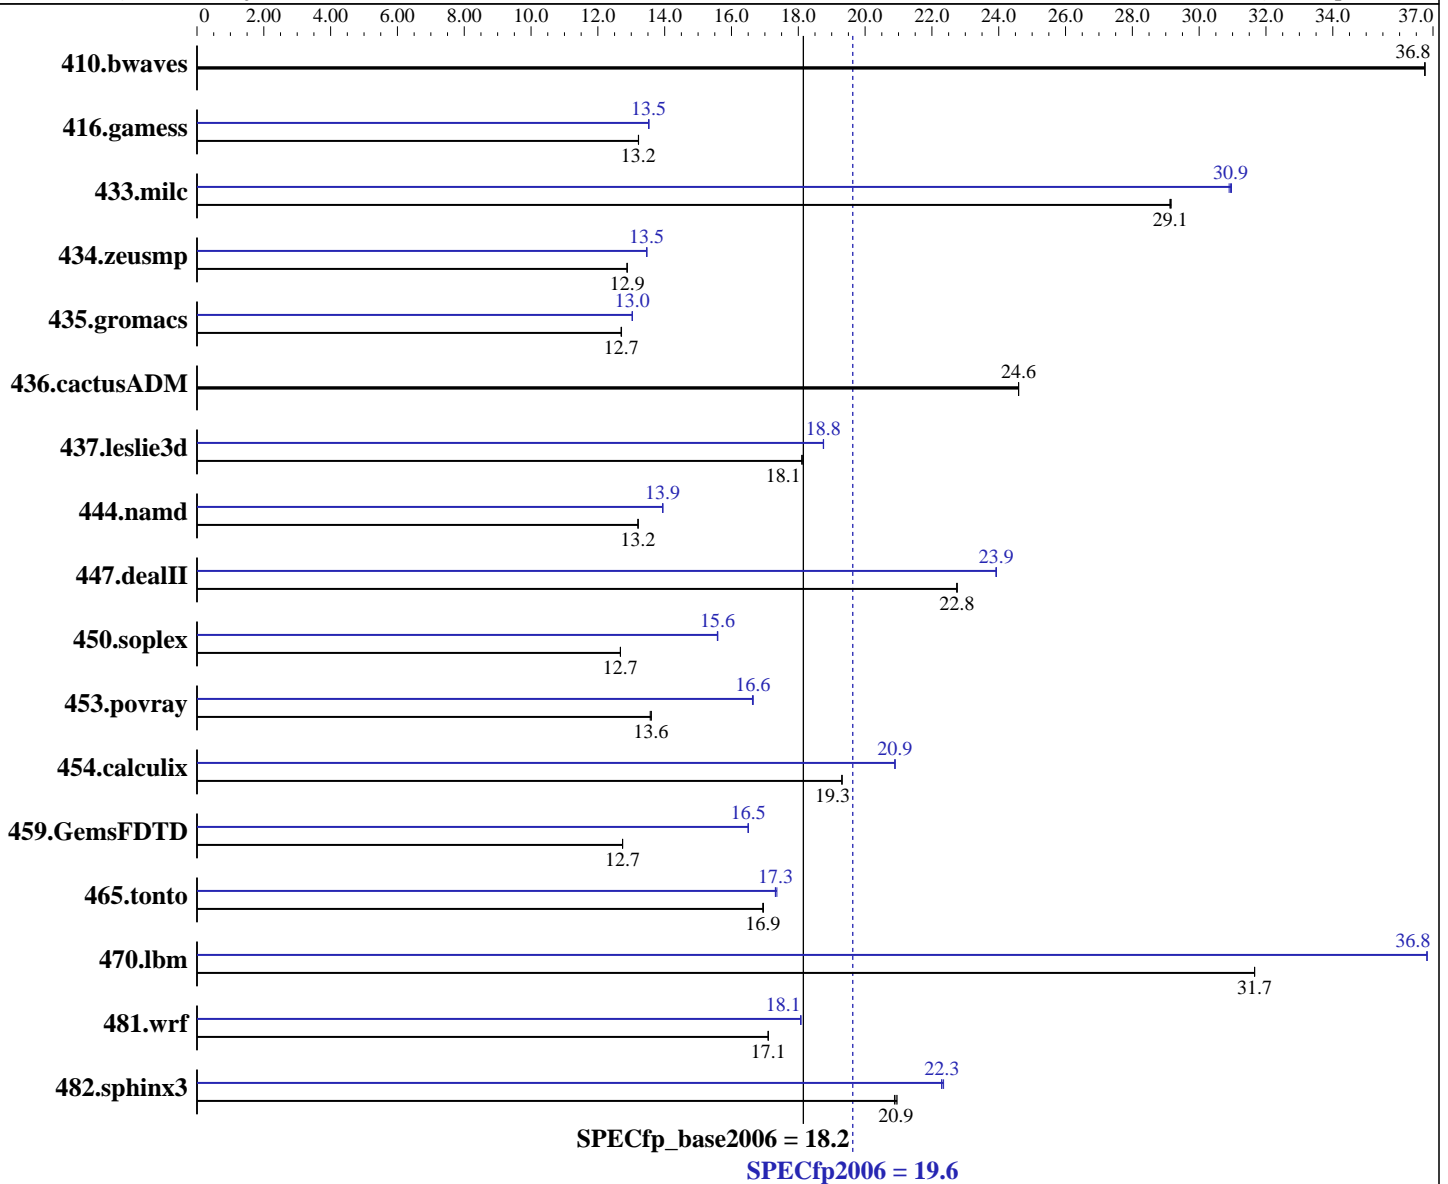 0 2.00 4.00 6.00 8.00 10.0 12.0 14.0 16.0 18.0 20.0 22.0 24.0 26.0 28.0 30.0 32.0 34.0 37.0
36.8
410.bwaves
13.5
416.gamess
13.2
30.9
433.milc
29.1
13.5
434.zeusmp
12.9
13.0
435.gromacs
12.7
24.6
436.cactusADM
18.8
437.leslie3d
18.1
13.9
444.namd
13.2
23.9
447.dealII
22.8
15.6
450.soplex
12.7
16.6
453.povray
13.6
20.9
454.calculix
19.3
16.5
459.GemsFDTD
12.7
17.3
465.tonto
16.9
36.8
470.lbm
31.7
18.1
481.wrf
17.1
22.3
482.sphinx3
20.9
SPECfp_base2006 = 18.2
SPECfp2006 = 19.6